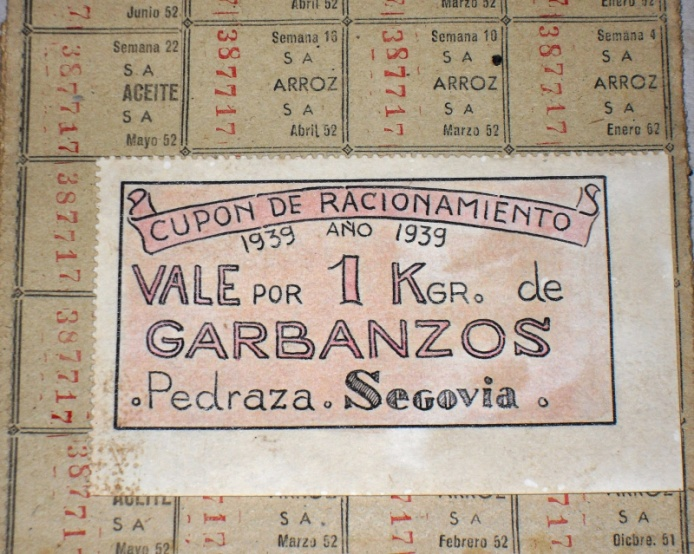 Junio 52
Abril 52
Marzo 52
Enero 52
387717
Semana 22
S A
ACEITE
S A
Mayo 52
387717
Semana 16
S A
ARROZ
S A
Abril 52
387717
Semana 10
S A
ARROZ
S A
Marzo 52
387717
Semana 4
S A
ARROZ
S A
Enero 52
387717
CUPON DE RACIONAMIENTO
1939 AÑO 1939
VALE POR 1 KGR. de
GARBANZOS
.Pedraza. Segovia .
387717
38771
ACEITE
S A
Mayo 52
S A .
Marzo 52
S A
Febrero 52
S A
Dicbre. 51